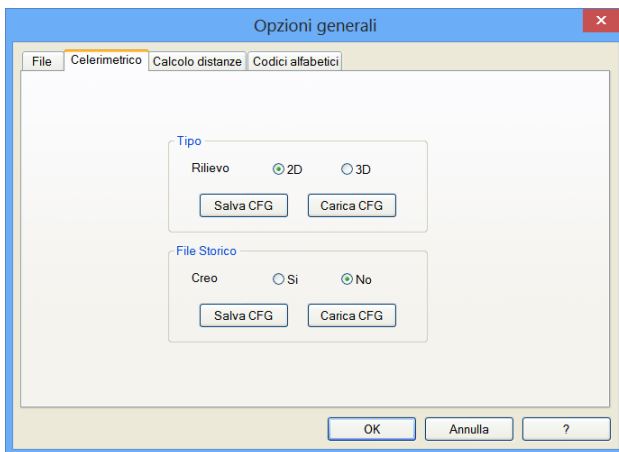 Opzioni generali
File Celerimetrico Calcolo distanze Codici alfabetici
Tipo
Rilievo 2D 3D
Salva CFG Carica CFG
File Storico
Creo Si No
Salva CFG Carica CFG
OK Annulla ?